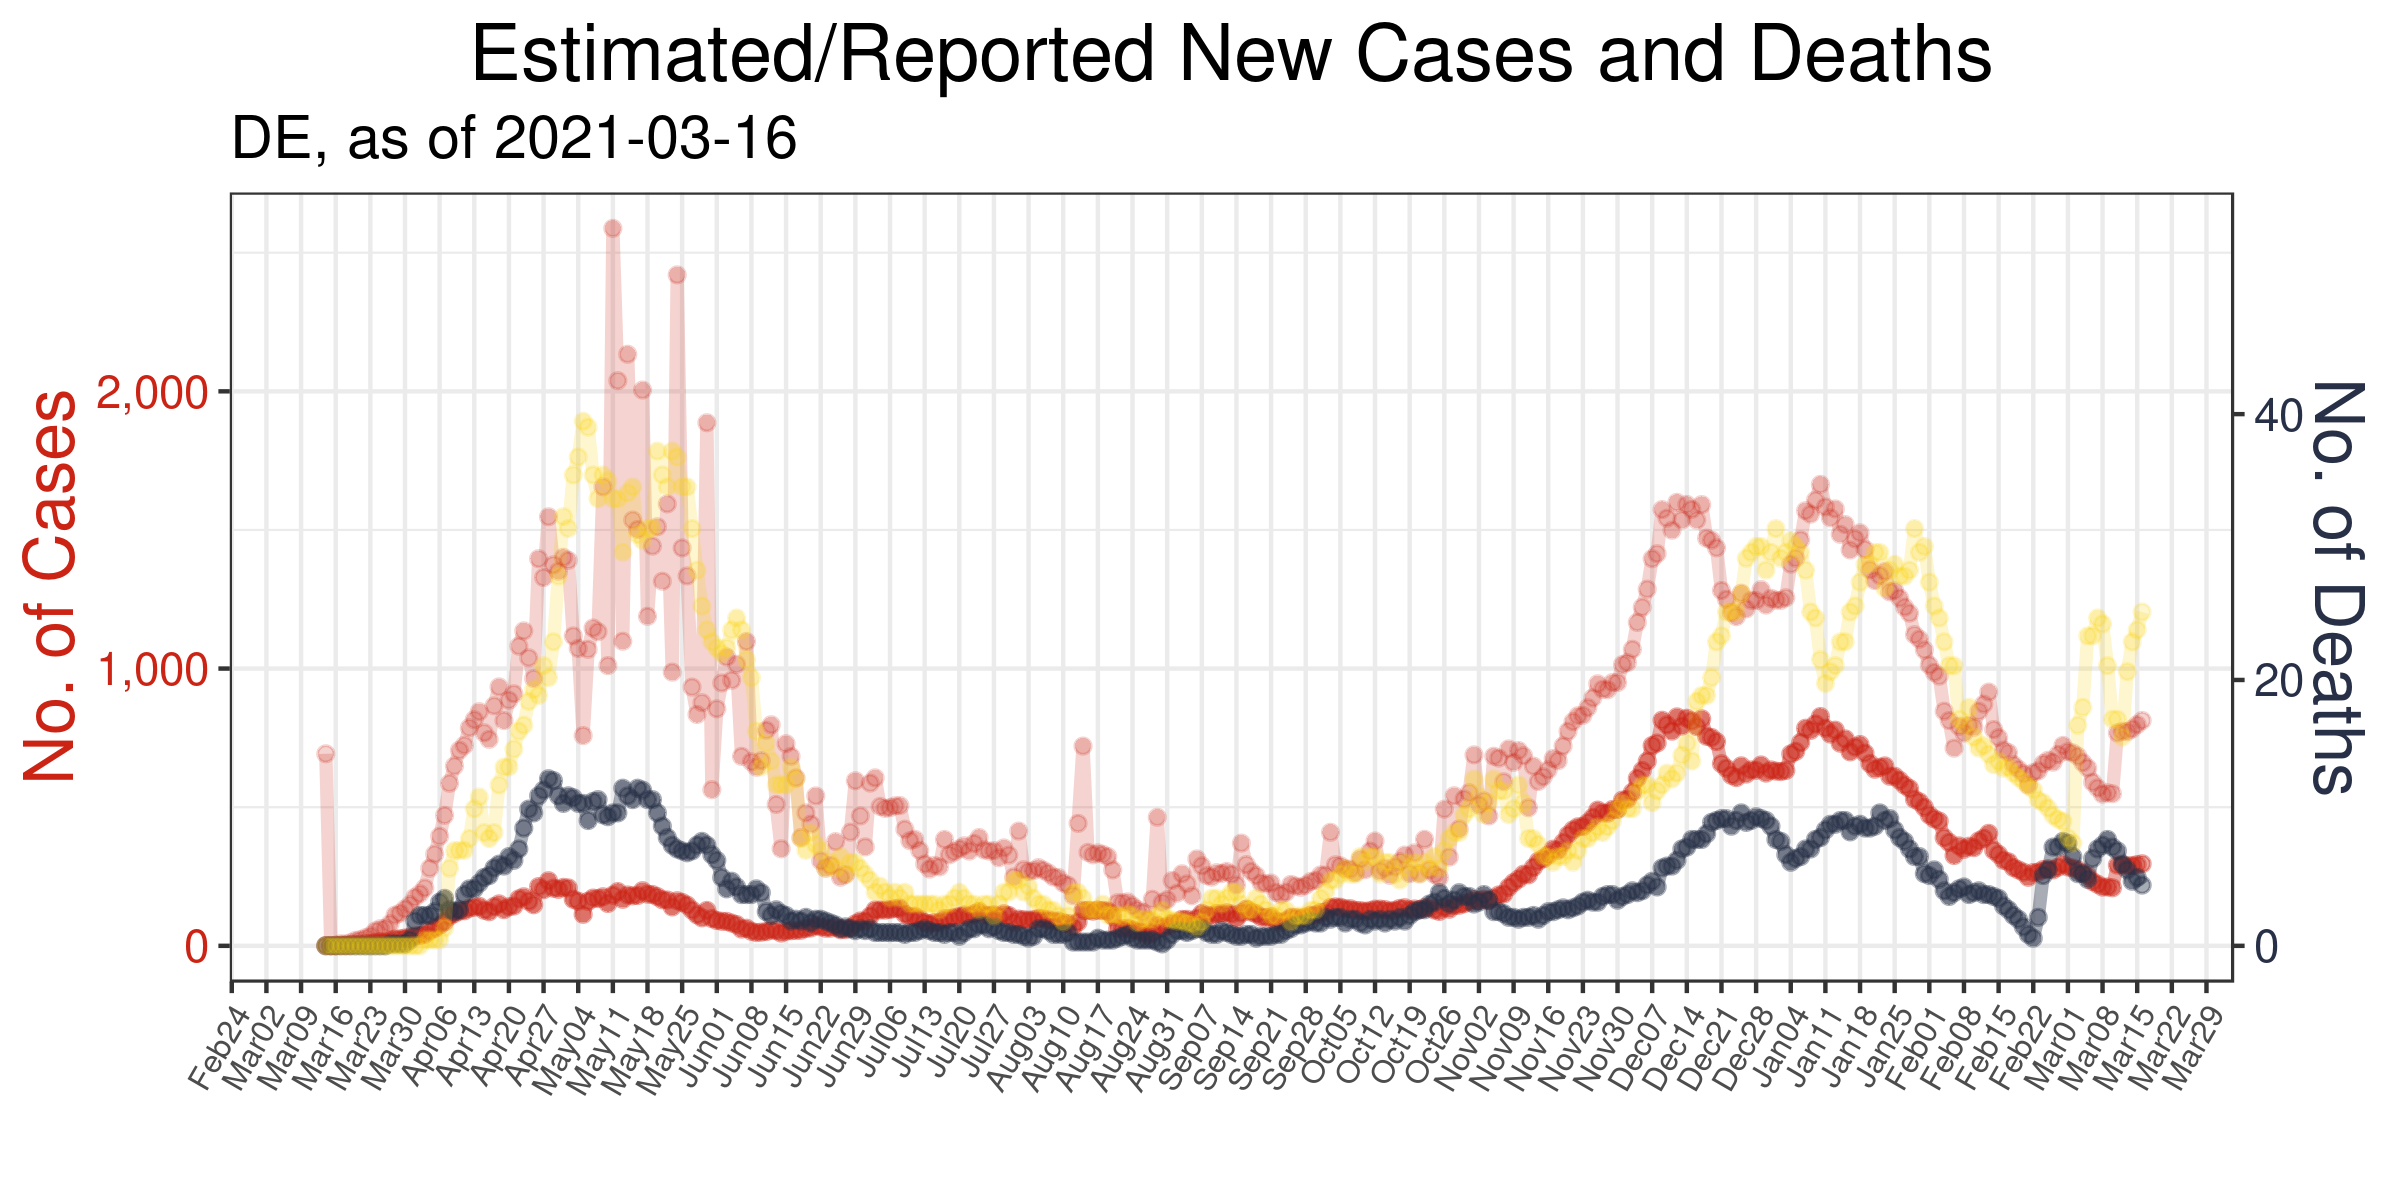 Estimated/Reported New Cases and Deaths
DE, as of 2021-03-16
No. of Cases
2,000
1,000
0
40
20
0
No. of Deaths
Feb24
Mar02
Mar09
Mar16
Mar23
Mar30
Apr06
Apr13
Apr20
Apr27
May04
May11
May18
May25
Jun01
Jun08
Jun15
Jun22
Jun29
Jul06
Jul13
Jul20
Jul27
Aug03
Aug10
Aug17
Aug24
Aug31
Sep07
Sep14
Sep21
Sep28
Oct05
Oct12
Oct19
Oct26
Nov02
Nov09
Nov16
Nov23
Nov30
Dec07
Dec14
Dec21
Dec28
Jan04
Jan11
Jan18
Jan25
Feb01
Feb08
Feb15
Feb22
Mar01
Mar08
Mar15
Mar22
Mar29